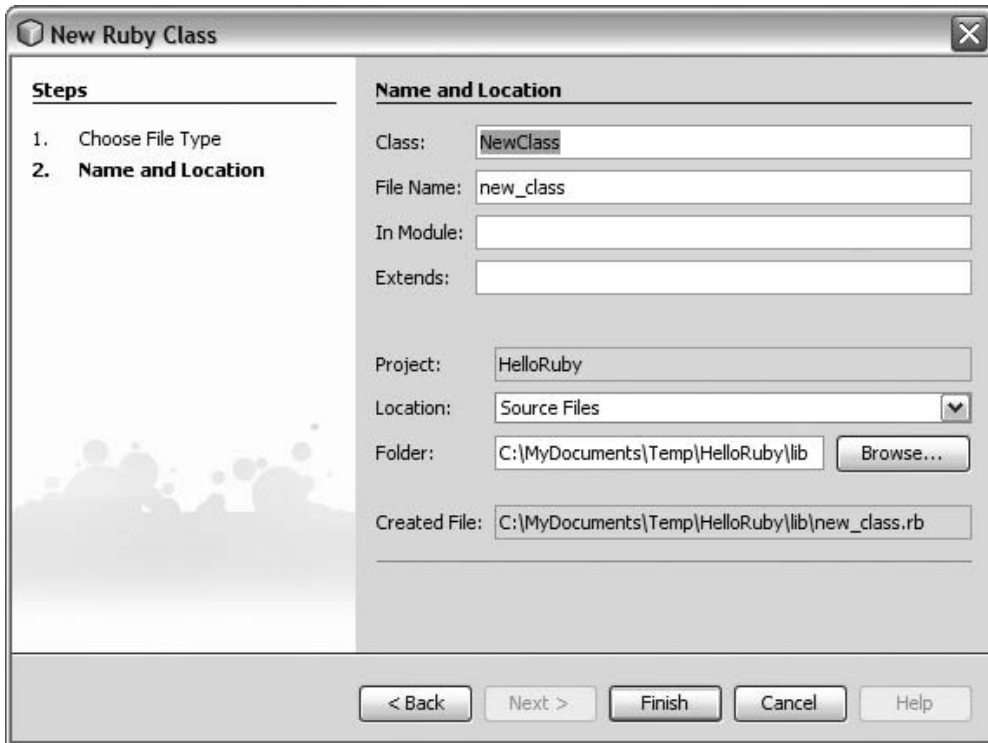 New Ruby Class
Steps
1. Choose File Type
2. Name and Location
Name and Location
Class: NewClass
File Name: new_class
In Module:
Extends:
Project: HelloRuby
Location: Source Files
Folder: C:\MyDocuments\Temp\HelloRuby\lib Browse...
Created File: C:\MyDocuments\Temp\HelloRuby\lib\new_class.rb
< Back Next > Finish Cancel Help